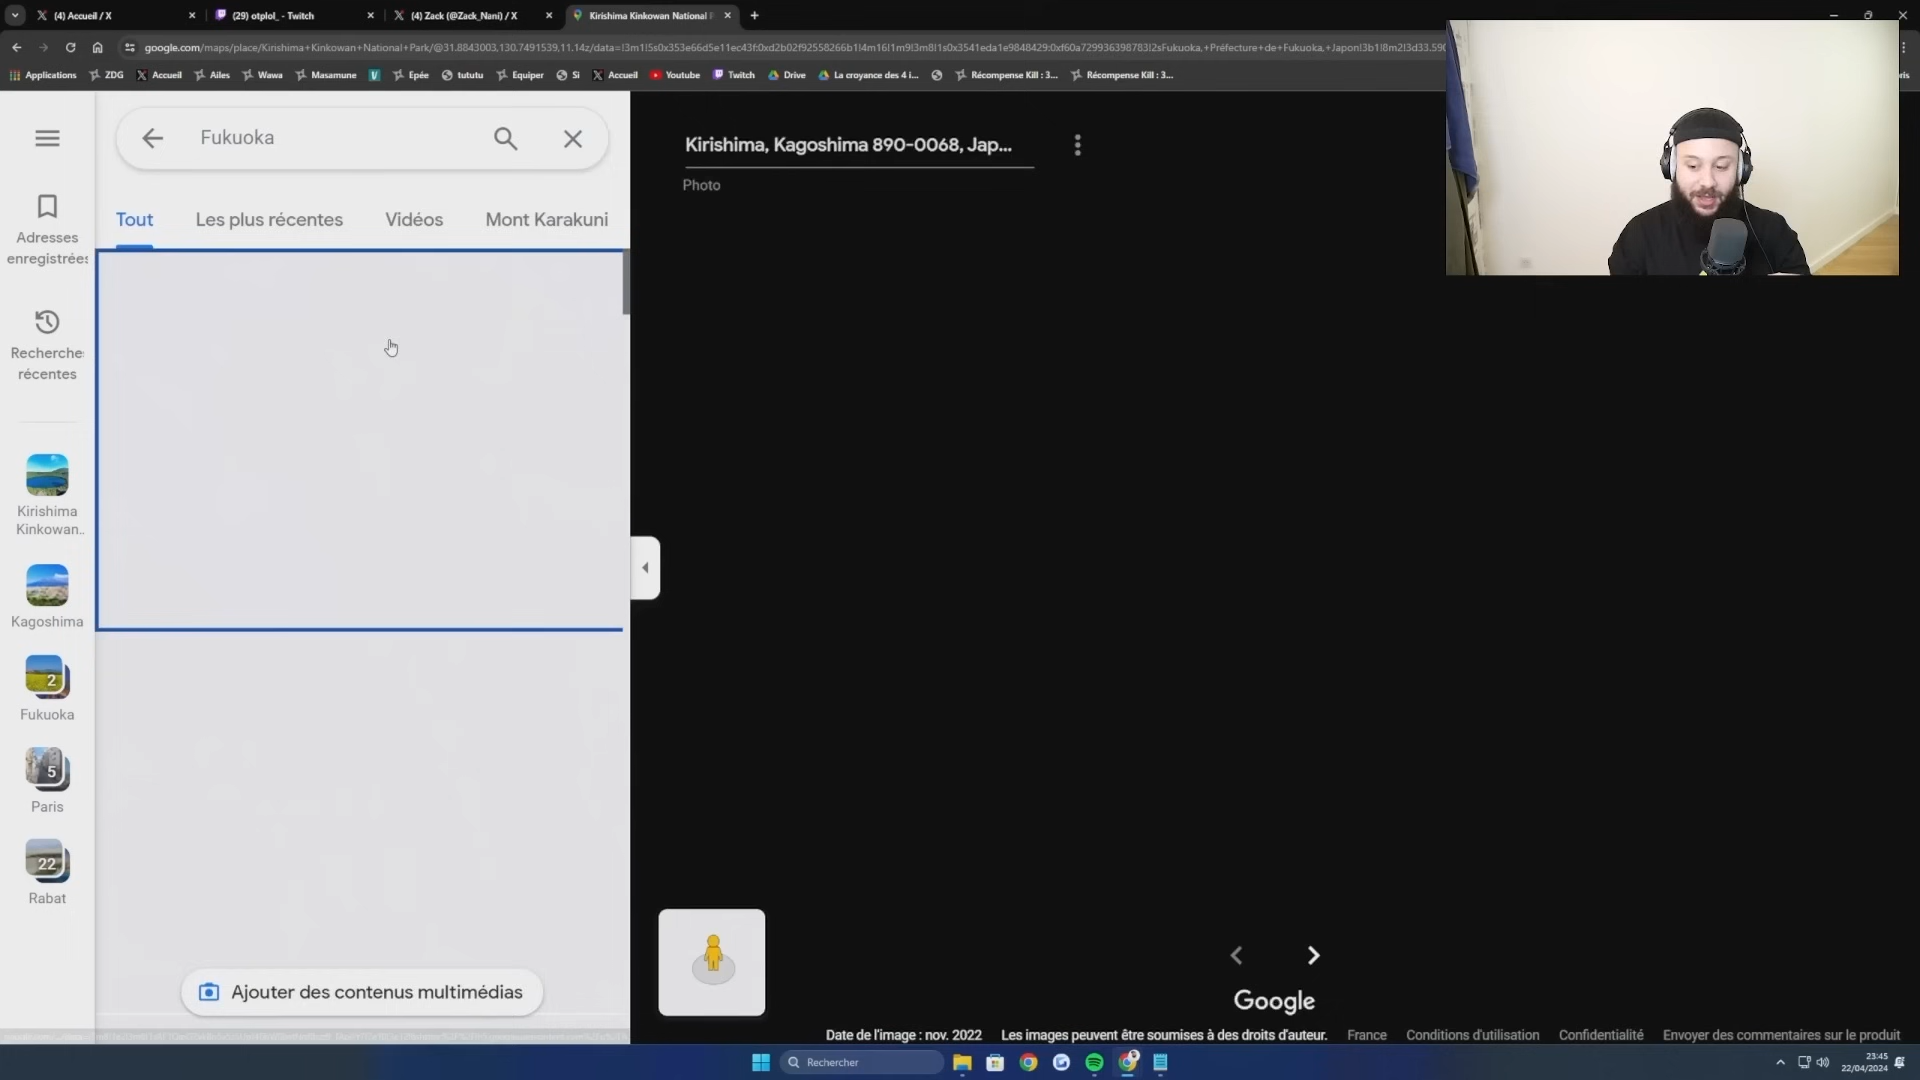 (4) Accueil / X
(29) otplol_ - Twitch
(4) Zack (@Zack_Nani) / X
Kirishima Kinkowan National P
google.com/maps/place/Kirishima+Kinkowan+National+Park/@31.8843003,130.7491539,11.14z/data=
Applications
ZDG
Accueil
Ailes
Wawa
Masamune
Epée
tututu
Equiper
Si
Accueil
Youtube
Twitch
Drive
La croyance des 4 i...
Récompense Kill : 3...
Récompense Kill : 3...
Fukuoka
Tout
Les plus récentes
Vidéos
Mont Karakuni
Adresses
enregistrées
Recherche
récentes
Kirishima
Kinkowan..
Kagoshima
2
Fukuoka
5
Paris
22
Rabat
Ajouter des contenus multimédias
Kirishima, Kagoshima 890-0068, Jap...
Photo
Google
Date de l'image : nov. 2022
Les images peuvent être soumises à des droits d'auteur.
France
Conditions d'utilisation
Confidentialité
Envoyer des commentaires sur le produit
Rechercher
23:45
22/04/2024